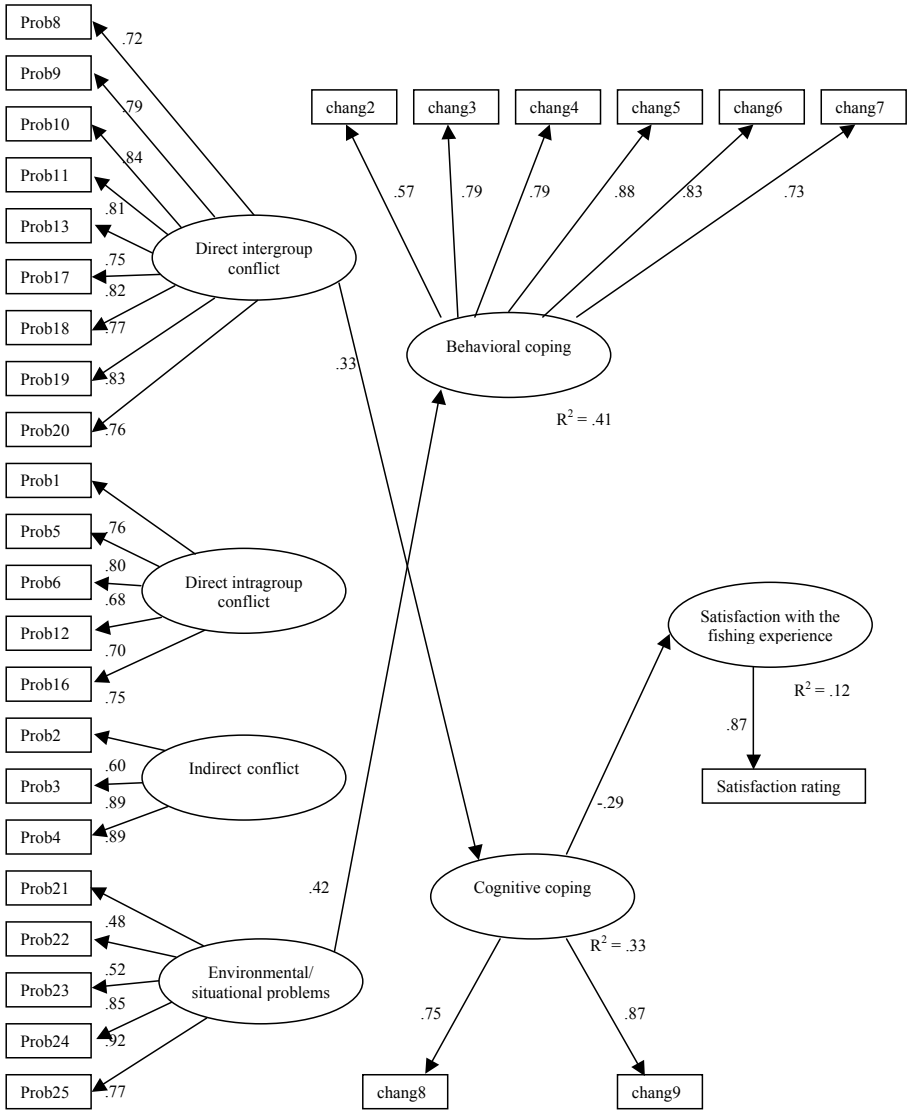 Prob8
.72
Prob9
.79
Prob10
.84
Prob11
.81
Prob13
.75
Prob17
.82
Prob18
.77
Prob19
.83
Prob20
.76
Direct intergroup
conflict
chang2
chang3
chang4
chang5
chang6
chang7
.57
.79
.79
.88
.83
.73
Behavioral coping
R² = .41
.33
Prob1
.76
Prob5
.80
Prob6
.68
Prob12
.70
Prob16
.75
Direct intragroup
conflict
Satisfaction with the
fishing experience
R² = .12
.87
Satisfaction rating
Prob2
.60
Prob3
.89
Prob4
.89
Indirect conflict
-.29
Prob21
.48
Prob22
.52
Prob23
.85
Prob24
.92
Prob25
.77
Environmental/
situational problems
.42
Cognitive coping
R² = .33
.75
.87
chang8
chang9